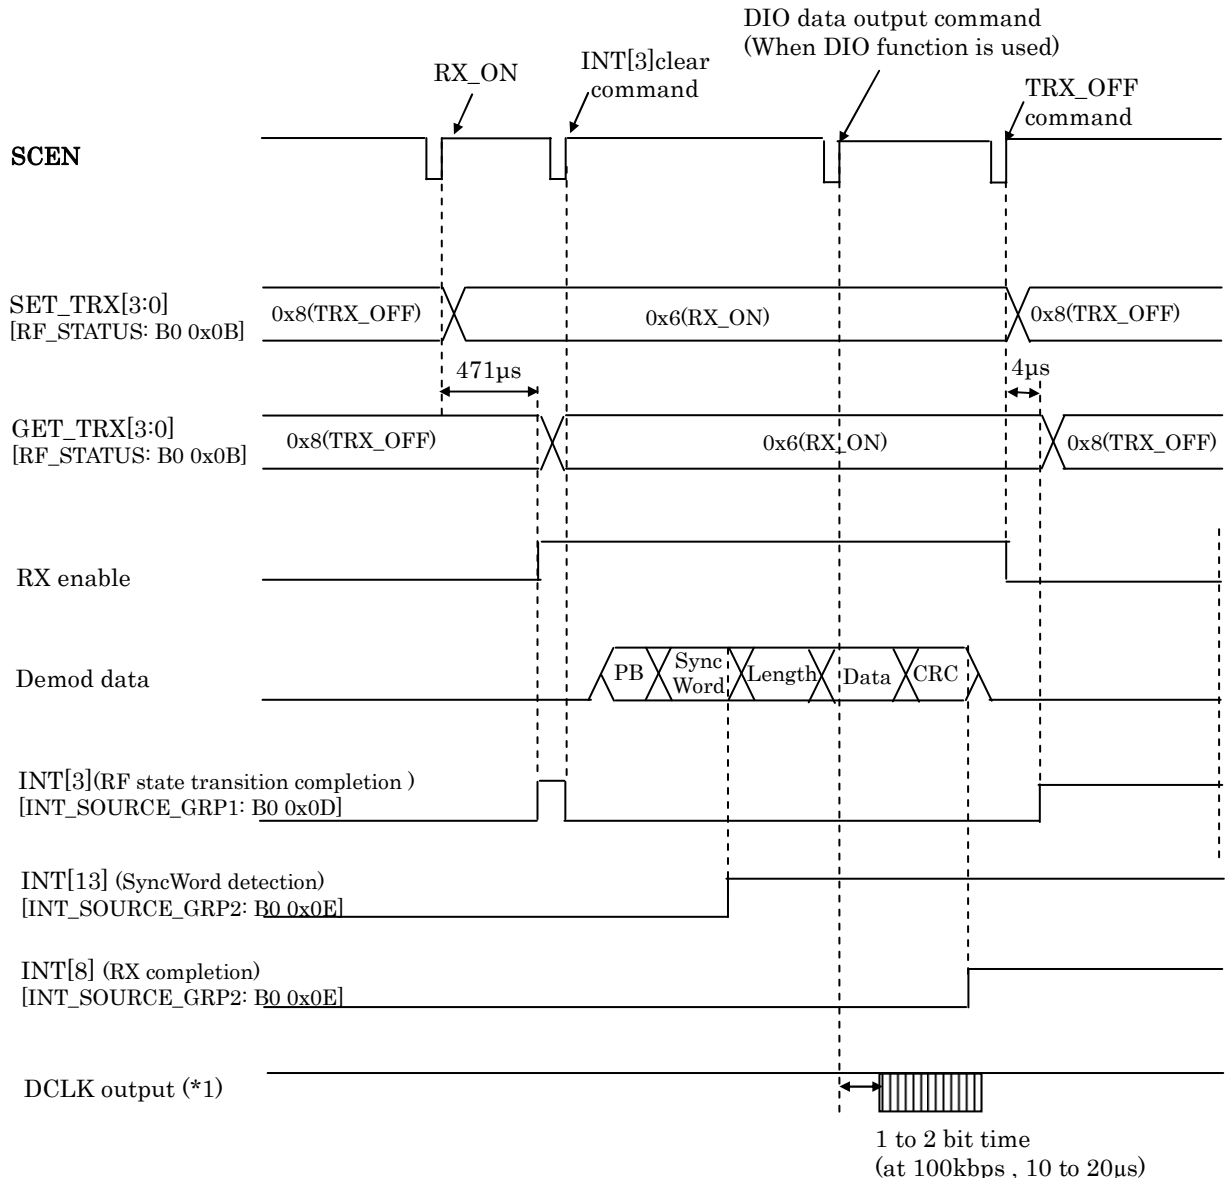 DIO data output command
(When DIO function is used)
RX_ON
INT[3]clear
command
TRX_OFF
command
SCEN
SET_TRX[3:0]
[RF_STATUS: B0 0x0B]
0x8(TRX_OFF)
0x6(RX_ON)
0x8(TRX_OFF)
471µs
4µs
GET_TRX[3:0]
[RF_STATUS: B0 0x0B]
0x8(TRX_OFF)
0x6(RX_ON)
0x8(TRX_OFF)
RX enable
Demod data
PB
Sync
Word
Length
Data
CRC
INT[3](RF state transition completion )
[INT_SOURCE_GRP1: B0 0x0D]
INT[13] (SyncWord detection)
[INT_SOURCE_GRP2: B0 0x0E]
INT[8] (RX completion)
[INT_SOURCE_GRP2: B0 0x0E]
DCLK output (*1)
1 to 2 bit time
(at 100kbps , 10 to 20µs)